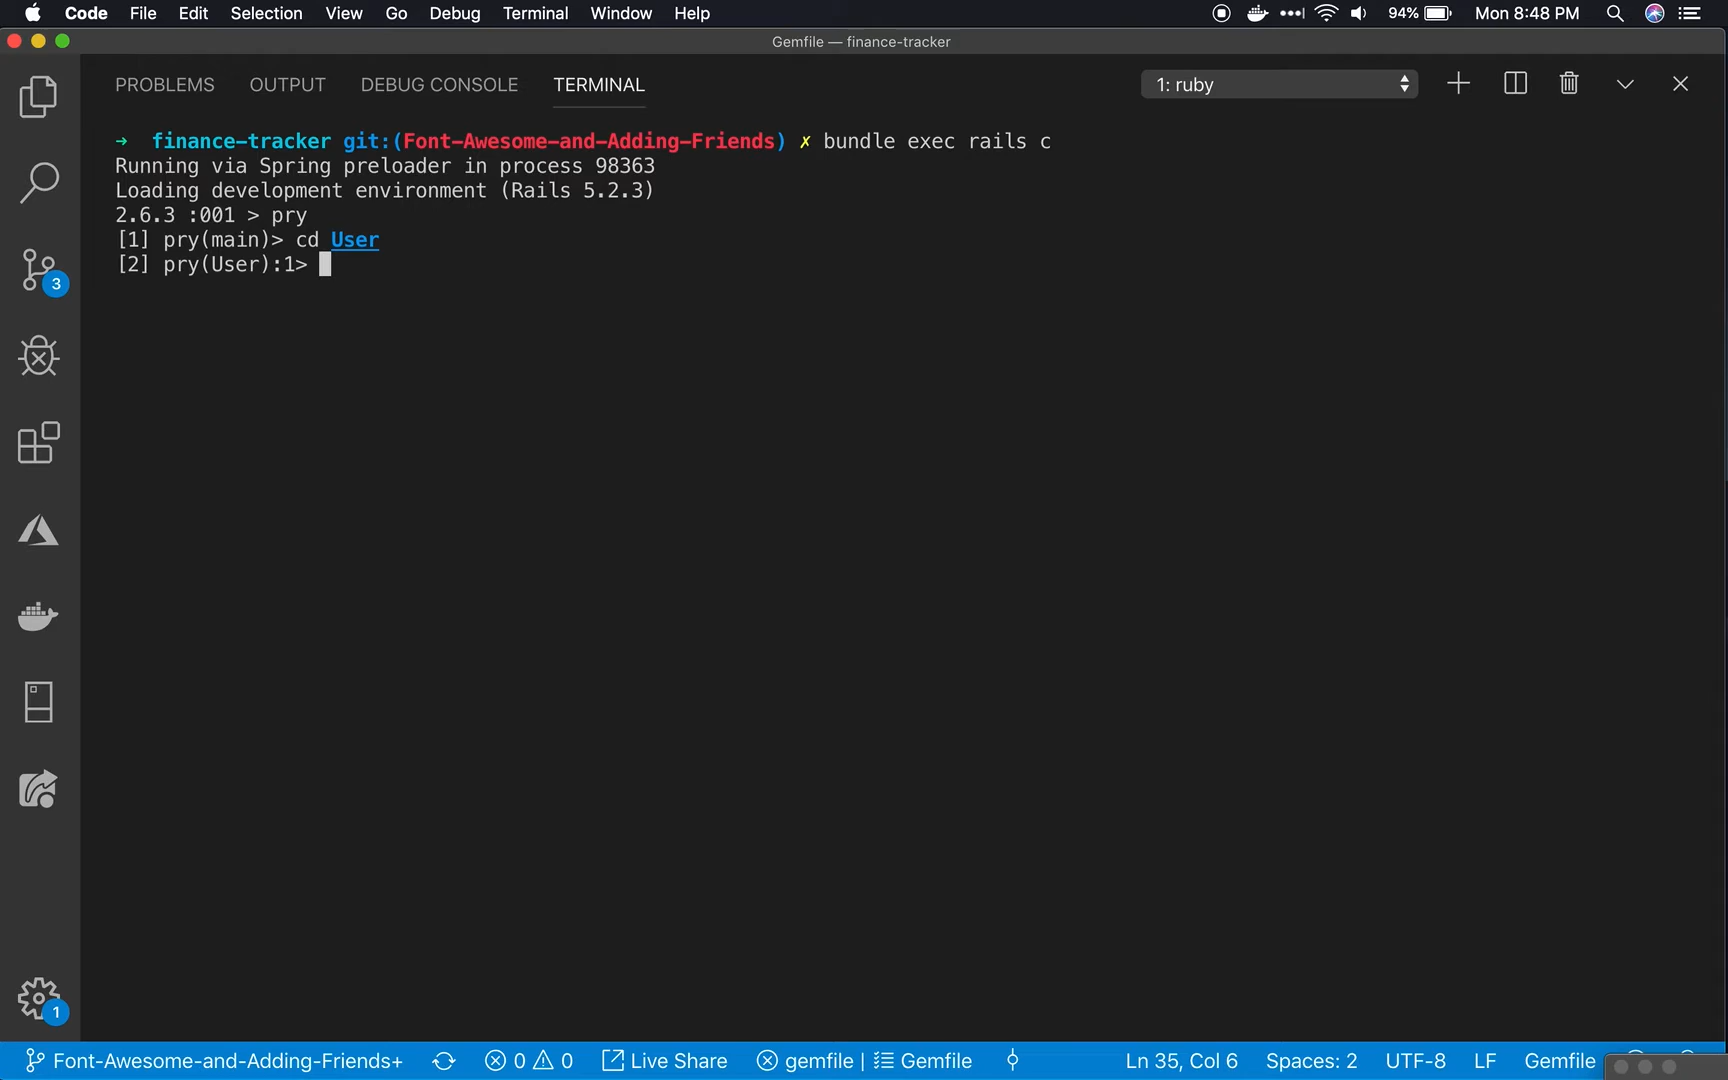 Code File Edit Selection View Go Debug Terminal Window Help 94% Mon 8:48 PM
Gemfile — finance-tracker
PROBLEMS OUTPUT DEBUG CONSOLE TERMINAL 1: ruby
→ finance-tracker git:(Font-Awesome-and-Adding-Friends) ✗ bundle exec rails c
Running via Spring preloader in process 98363
Loading development environment (Rails 5.2.3)
2.6.3 :001 > pry
[1] pry(main)> cd User
[2] pry(User):1>
3
1
Font-Awesome-and-Adding-Friends+ 0 0 Live Share gemfile | Gemfile Ln 35, Col 6 Spaces: 2 UTF-8 LF Gemfile